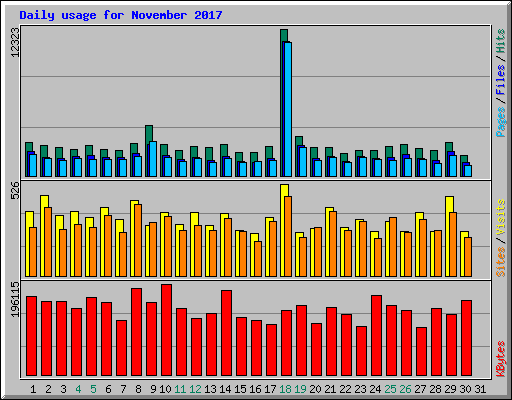 Daily usage for November 2017
12323
526
196115
Pages / Files / Hits
Sites / Visits
KBytes
1 2 3 4 5 6 7 8 9 10 11 12 13 14 15 16 17 18 19 20 21 22 23 24 25 26 27 28 29 30 31